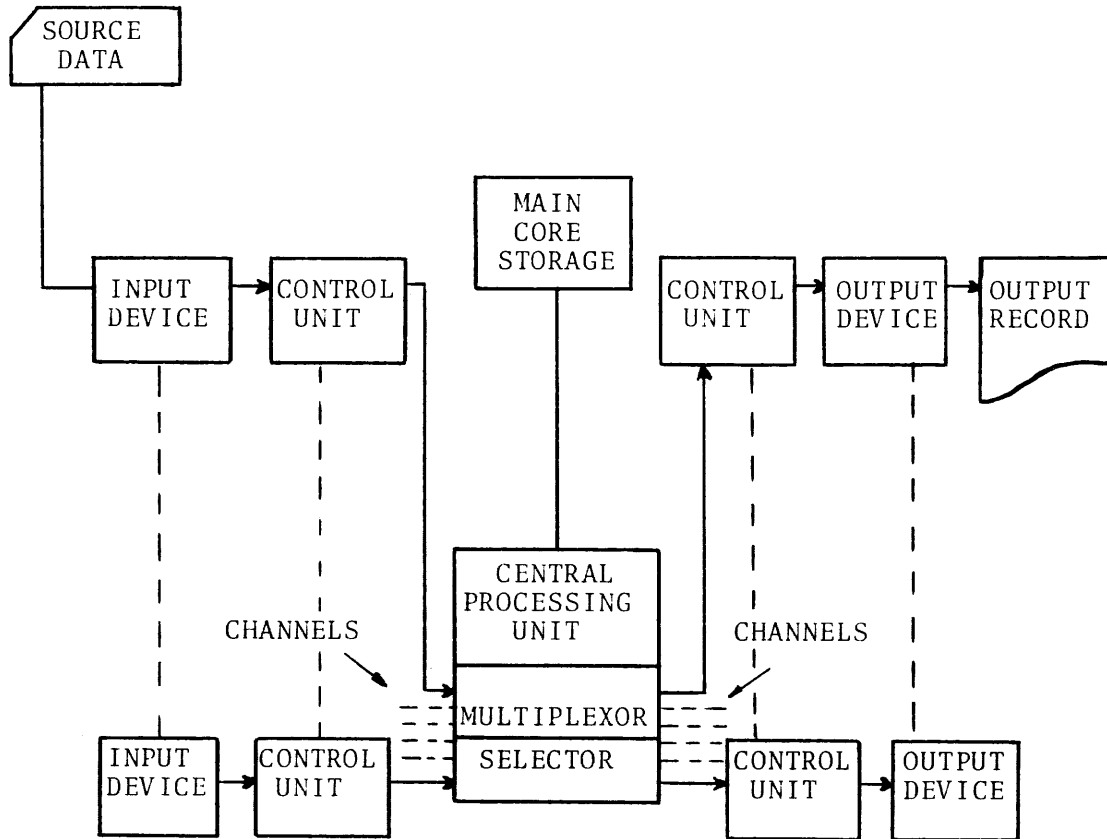 SOURCE
DATA
MAIN
CORE
STORAGE
INPUT
DEVICE
CONTROL
UNIT
CONTROL
UNIT
OUTPUT
DEVICE
OUTPUT
RECORD
CENTRAL
PROCESSING
UNIT
CHANNELS
CHANNELS
MULTIPLEXOR
SELECTOR
INPUT
DEVICE
CONTROL
UNIT
CONTROL
UNIT
OUTPUT
DEVICE